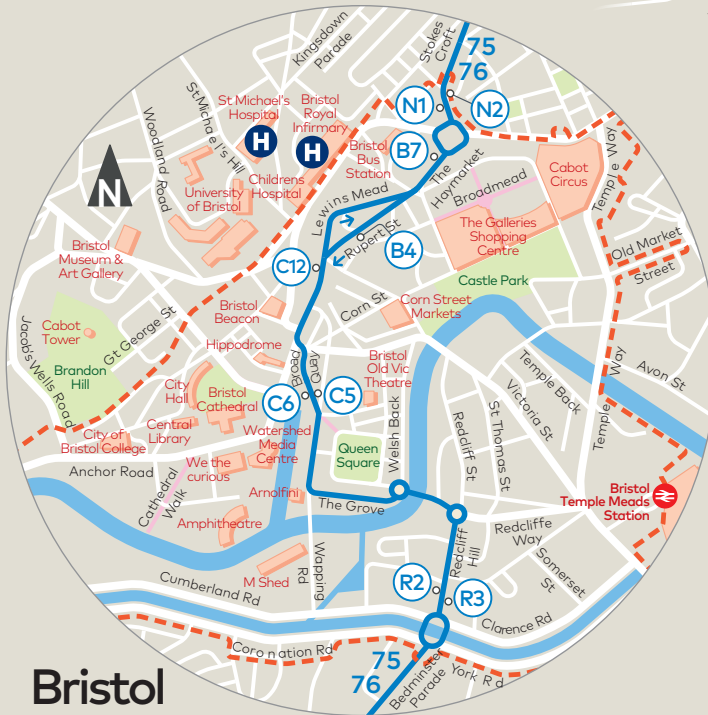 Kingsdown
Parade
Stokes
Croft
75
76
St Michael's
Hospital
Bristol
Royal
Infirmary
H
H
N1
N2
Woodland Road
St Michael's Hill
Bristol
Bus
Station
B7
The
Haymarket
Broadmead
Cabot
Circus
Temple Way
N
Childrens
Hospital
University
of Bristol
Lewins Mead
Rupert St
B4
The Galleries
Shopping
Centre
Old Market
Street
Bristol
Museum &
Art Gallery
C12
Castle Park
Corn St
Corn Street
Markets
Bristol
Beacon
Gt George St
Cabot
Tower
Hippodrome
Jacob's Wells Road
Brandon
Hill
Broad
Quay
Bristol
Old Vic
Theatre
Temple Back
Avon St
Victoria St
City
Hall
Bristol
Cathedral
C6
C5
Welsh Back
Redcliff St
St Thomas St
Temple
Way
Central
Library
City of
Bristol College
Watershed
Media
Centre
Queen
Square
Anchor Road
We the
curious
Cathedral
Walk
Arnolfini
The Grove
Bristol
Temple Meads
Station
Amphitheatre
Redcliffe
Way
Redcliff
Hill
Somerset
St
Wapping
Rd
M Shed
Cumberland Rd
R2
R3
Clarence Rd
Coronation Rd
75
76
Bedminster
Parade
York Rd
Bristol